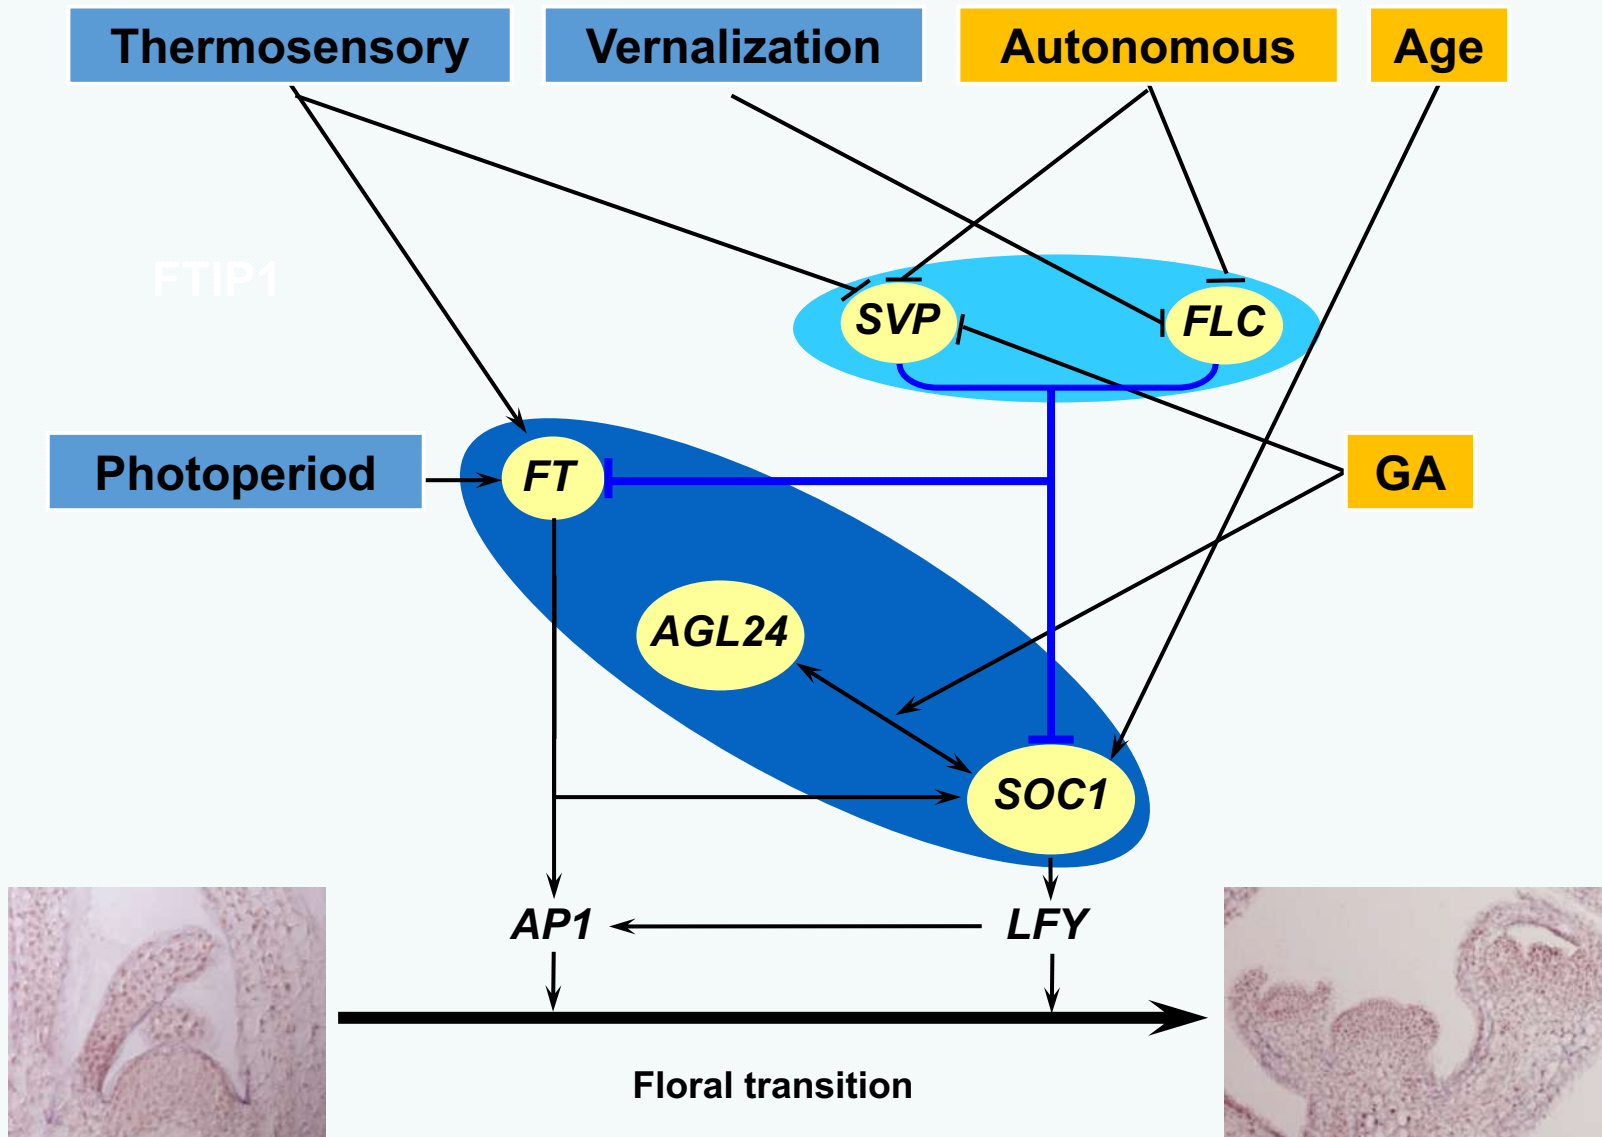 Thermosensory
Vernalization
Autonomous
Age
FTIP1
SVP
FLC
Photoperiod
FT
GA
AGL24
SOC1
AP1
LFY
Floral transition